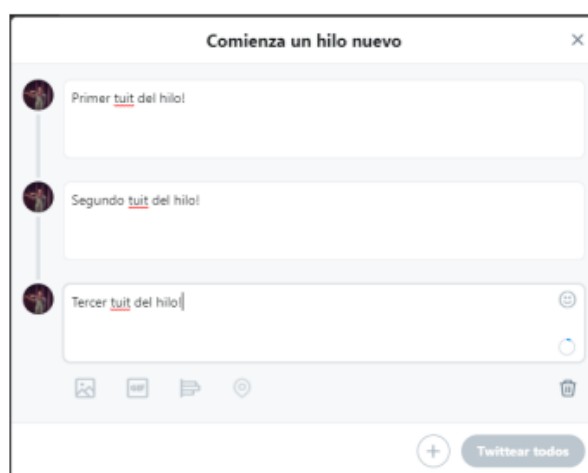 Comienza un hilo nuevo
Primer tuit del hilo!
Segundo tuit del hilo!
Tercer tuit del hilo!
GIF
Twittear todos